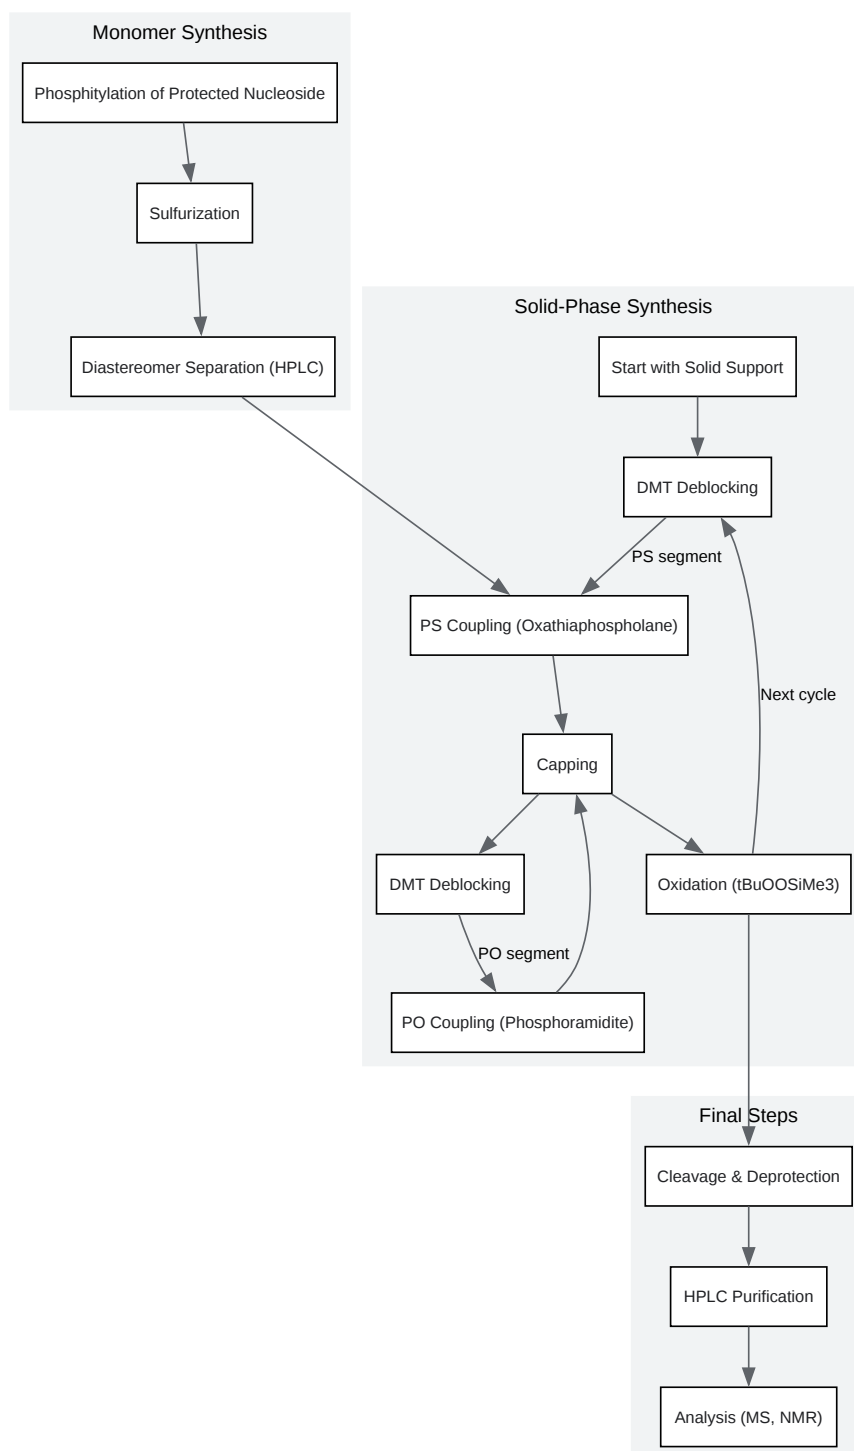 Monomer Synthesis
Phosphitylation of Protected Nucleoside
Sulfurization
Diastereomer Separation (HPLC)
Solid-Phase Synthesis
Start with Solid Support
DMT Deblocking
PS segment
PS Coupling (Oxathiaphospholane)
Next cycle
Capping
DMT Deblocking
Oxidation (tBuOOSiMe3)
PO segment
PO Coupling (Phosphoramidite)
Final Steps
Cleavage & Deprotection
HPLC Purification
Analysis (MS, NMR)